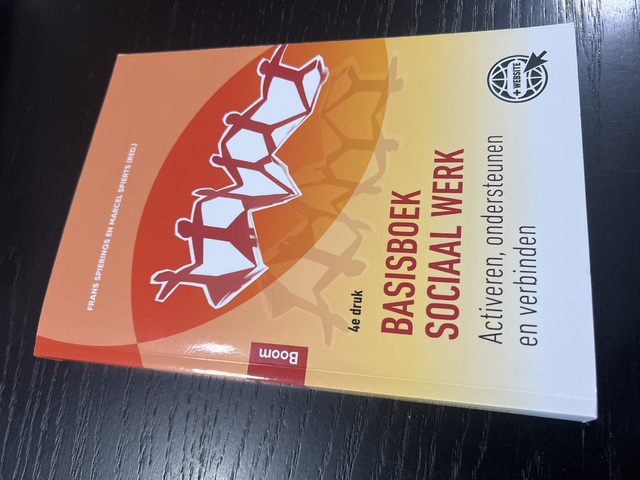 FRANS SPIERINGS EN MARCEL SPIERTS (RED.)
4e druk
BASISBOEK
SOCIAAL WERK
Activeren, ondersteunen
en verbinden
+ WEBSITE
Boom